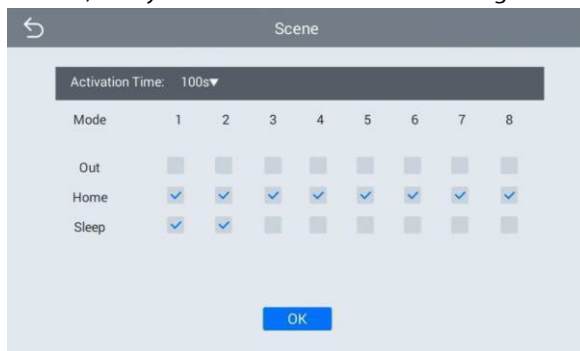 Scene
Activation Time: 100s▼
Mode 1 2 3 4 5 6 7 8
Out
Home
Sleep
OK